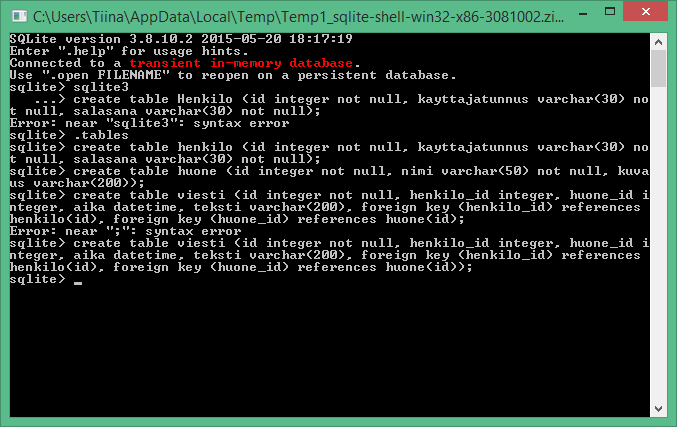 C:\Users\Tiina\AppData\Local\Temp\Temp1_sqlite-shell-win32-x86-3081002.zi...
SQLite version 3.8.10.2 2015-05-20 18:17:19
Enter ".help" for usage hints.
Connected to a transient in-memory database.
Use ".open FILENAME" to reopen on a persistent database.
sqlite> sqlite3
   ...> create table Henkilo (id integer not null, kayttajatunnus varchar(30) no
t null, salasana varchar(30) not null);
Error: near "sqlite3": syntax error
sqlite> .tables
sqlite> create table henkilo (id integer not null, kayttajatunnus varchar(30) no
t null, salasana varchar(30) not null);
sqlite> create table huone (id integer not null, nimi varchar(50) not null, kuva
us varchar(200));
sqlite> create table viesti (id integer not null, henkilo_id integer, huone_id i
nteger, aika datetime, teksti varchar(200), foreign key (henkilo_id) references
henkilo(id), foreign key (huone_id) references huone(id);
Error: near ";": syntax error
sqlite> create table viesti (id integer not null, henkilo_id integer, huone_id i
nteger, aika datetime, teksti varchar(200), foreign key (henkilo_id) references
henkilo(id), foreign key (huone_id) references huone(id));
sqlite> _